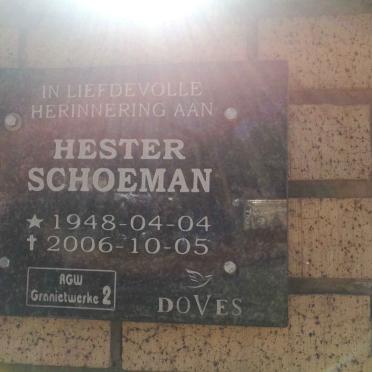 IN LIEFDEVOLLE
HERINNERING AAN
HESTER
SCHOEMAN
★ 1948-04-04
✝ 2006-10-05
AGW
Granietwerke 2
DOVES